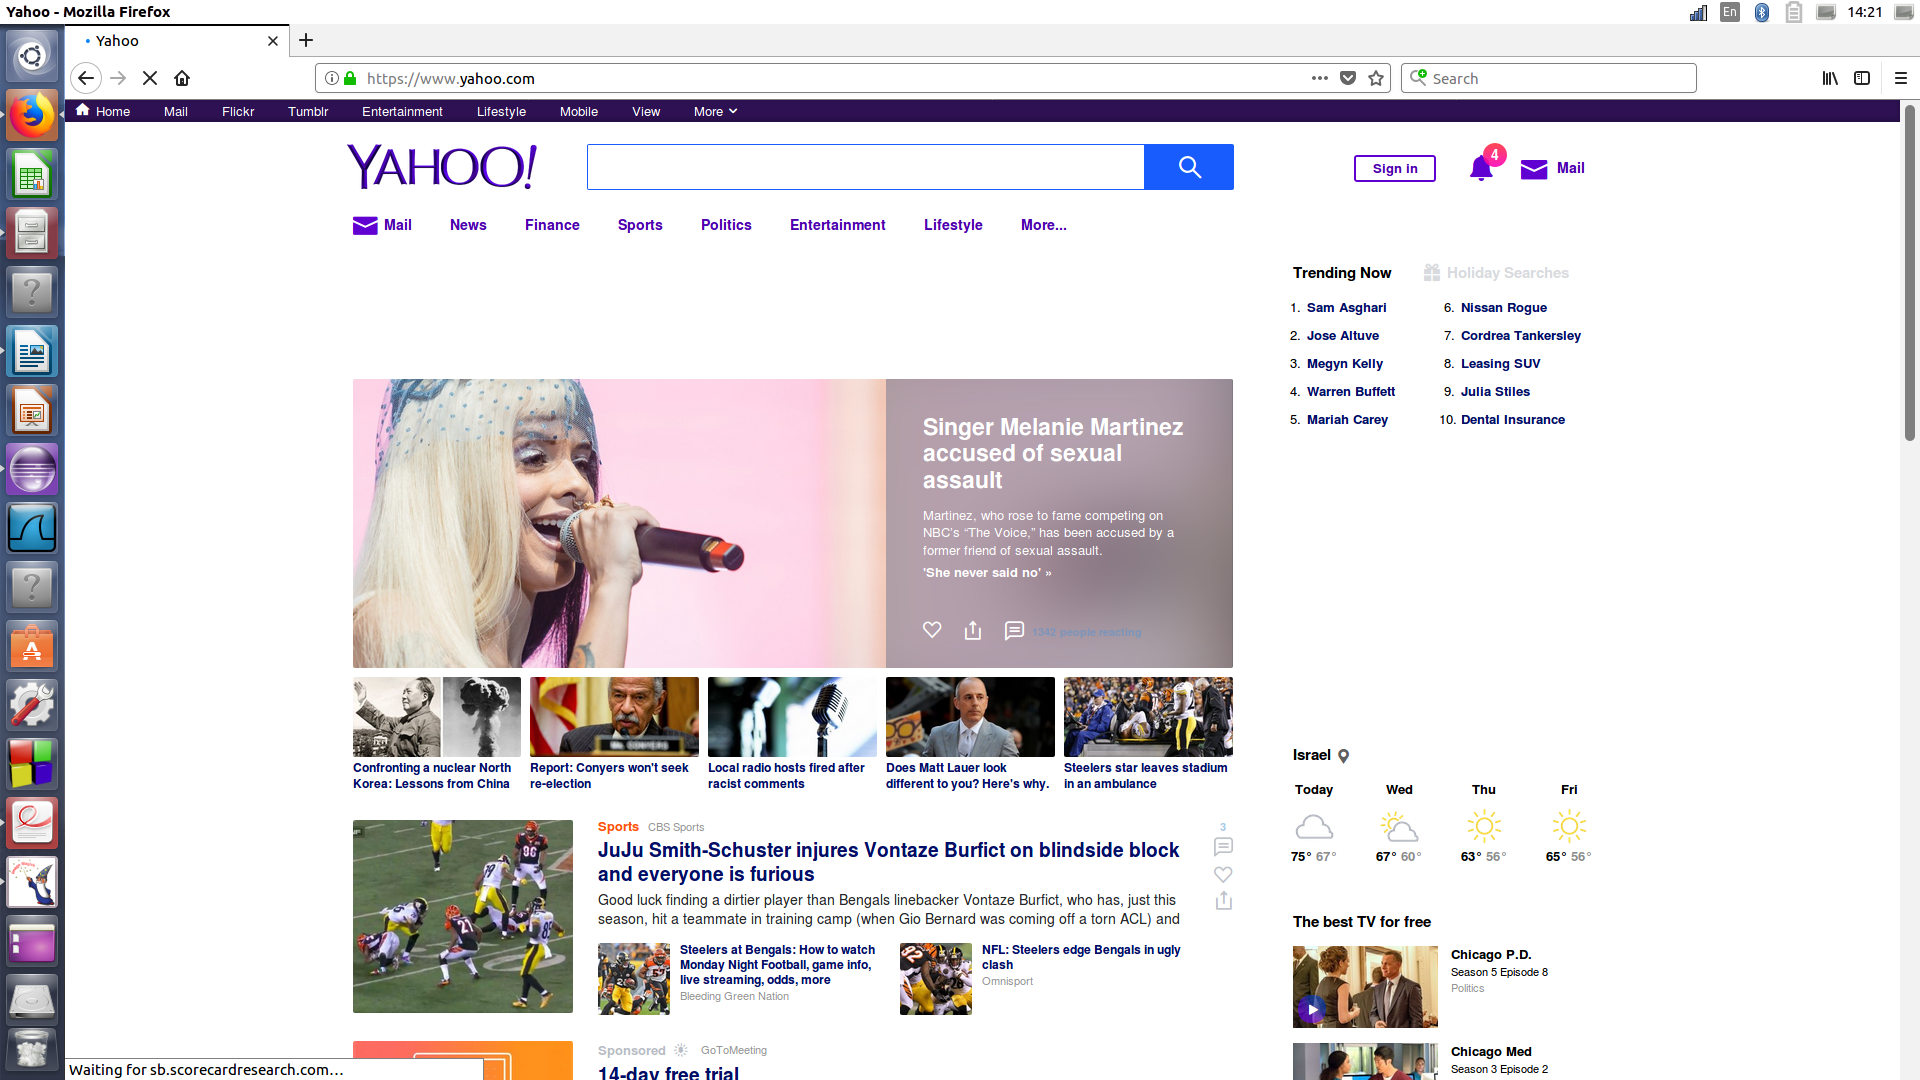 Yahoo - Mozilla Firefox
En
14:21
Yahoo
https://www.yahoo.com
Search
Home
Mail
Flickr
Tumblr
Entertainment
Lifestyle
Mobile
View
More
YAHOO!
Sign in
4
Mail
Mail
News
Finance
Sports
Politics
Entertainment
Lifestyle
More...
Trending Now
Holiday Searches
1. Sam Asghari
2. Jose Altuve
3. Megyn Kelly
4. Warren Buffett
5. Mariah Carey
6. Nissan Rogue
7. Cordrea Tankersley
8. Leasing SUV
9. Julia Stiles
10. Dental Insurance
Singer Melanie Martinez
accused of sexual
assault
Martinez, who rose to fame competing on
NBC's “The Voice,” has been accused by a
former friend of sexual assault.
'She never said no' »
1342 people reacting
Confronting a nuclear North
Korea: Lessons from China
Report: Conyers won't seek
re-election
Local radio hosts fired after
racist comments
Does Matt Lauer look
different to you? Here's why.
Steelers star leaves stadium
in an ambulance
Israel
Today
Wed
Thu
Fri
75° 67°
67° 60°
63° 56°
65° 56°
Sports CBS Sports
3
JuJu Smith-Schuster injures Vontaze Burfict on blindside block
and everyone is furious
Good luck finding a dirtier player than Bengals linebacker Vontaze Burfict, who has, just this
season, hit a teammate in training camp (when Gio Bernard was coming off a torn ACL) and
Steelers at Bengals: How to watch
Monday Night Football, game info,
live streaming, odds, more
Bleeding Green Nation
NFL: Steelers edge Bengals in ugly
clash
Omnisport
The best TV for free
Chicago P.D.
Season 5 Episode 8
Politics
Chicago Med
Season 3 Episode 2
Sponsored GoToMeeting
14-day free trial
Waiting for sb.scorecardresearch.com...